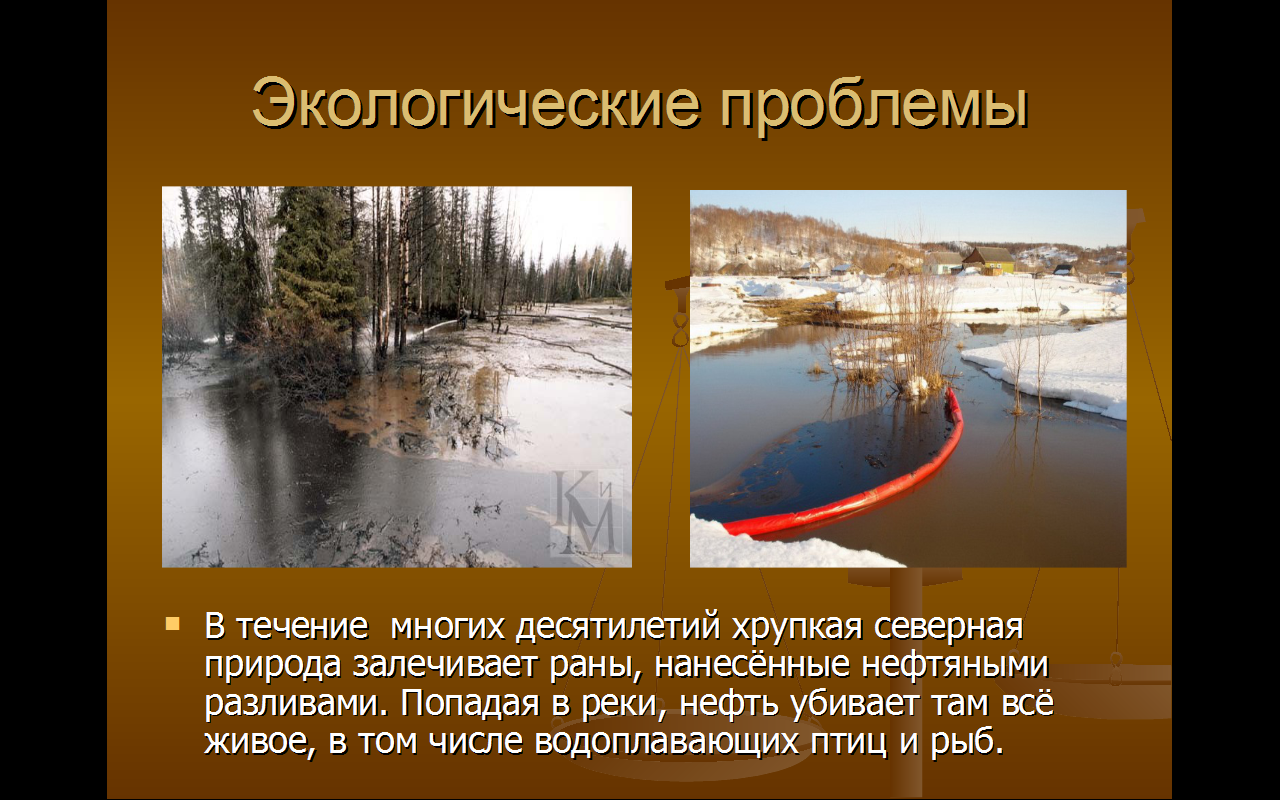 Экологические проблемы
К и М
В течение многих десятилетий хрупкая северная
природа залечивает раны, нанесённые нефтяными
разливами. Попадая в реки, нефть убивает там всё
живое, в том числе водоплавающих птиц и рыб.